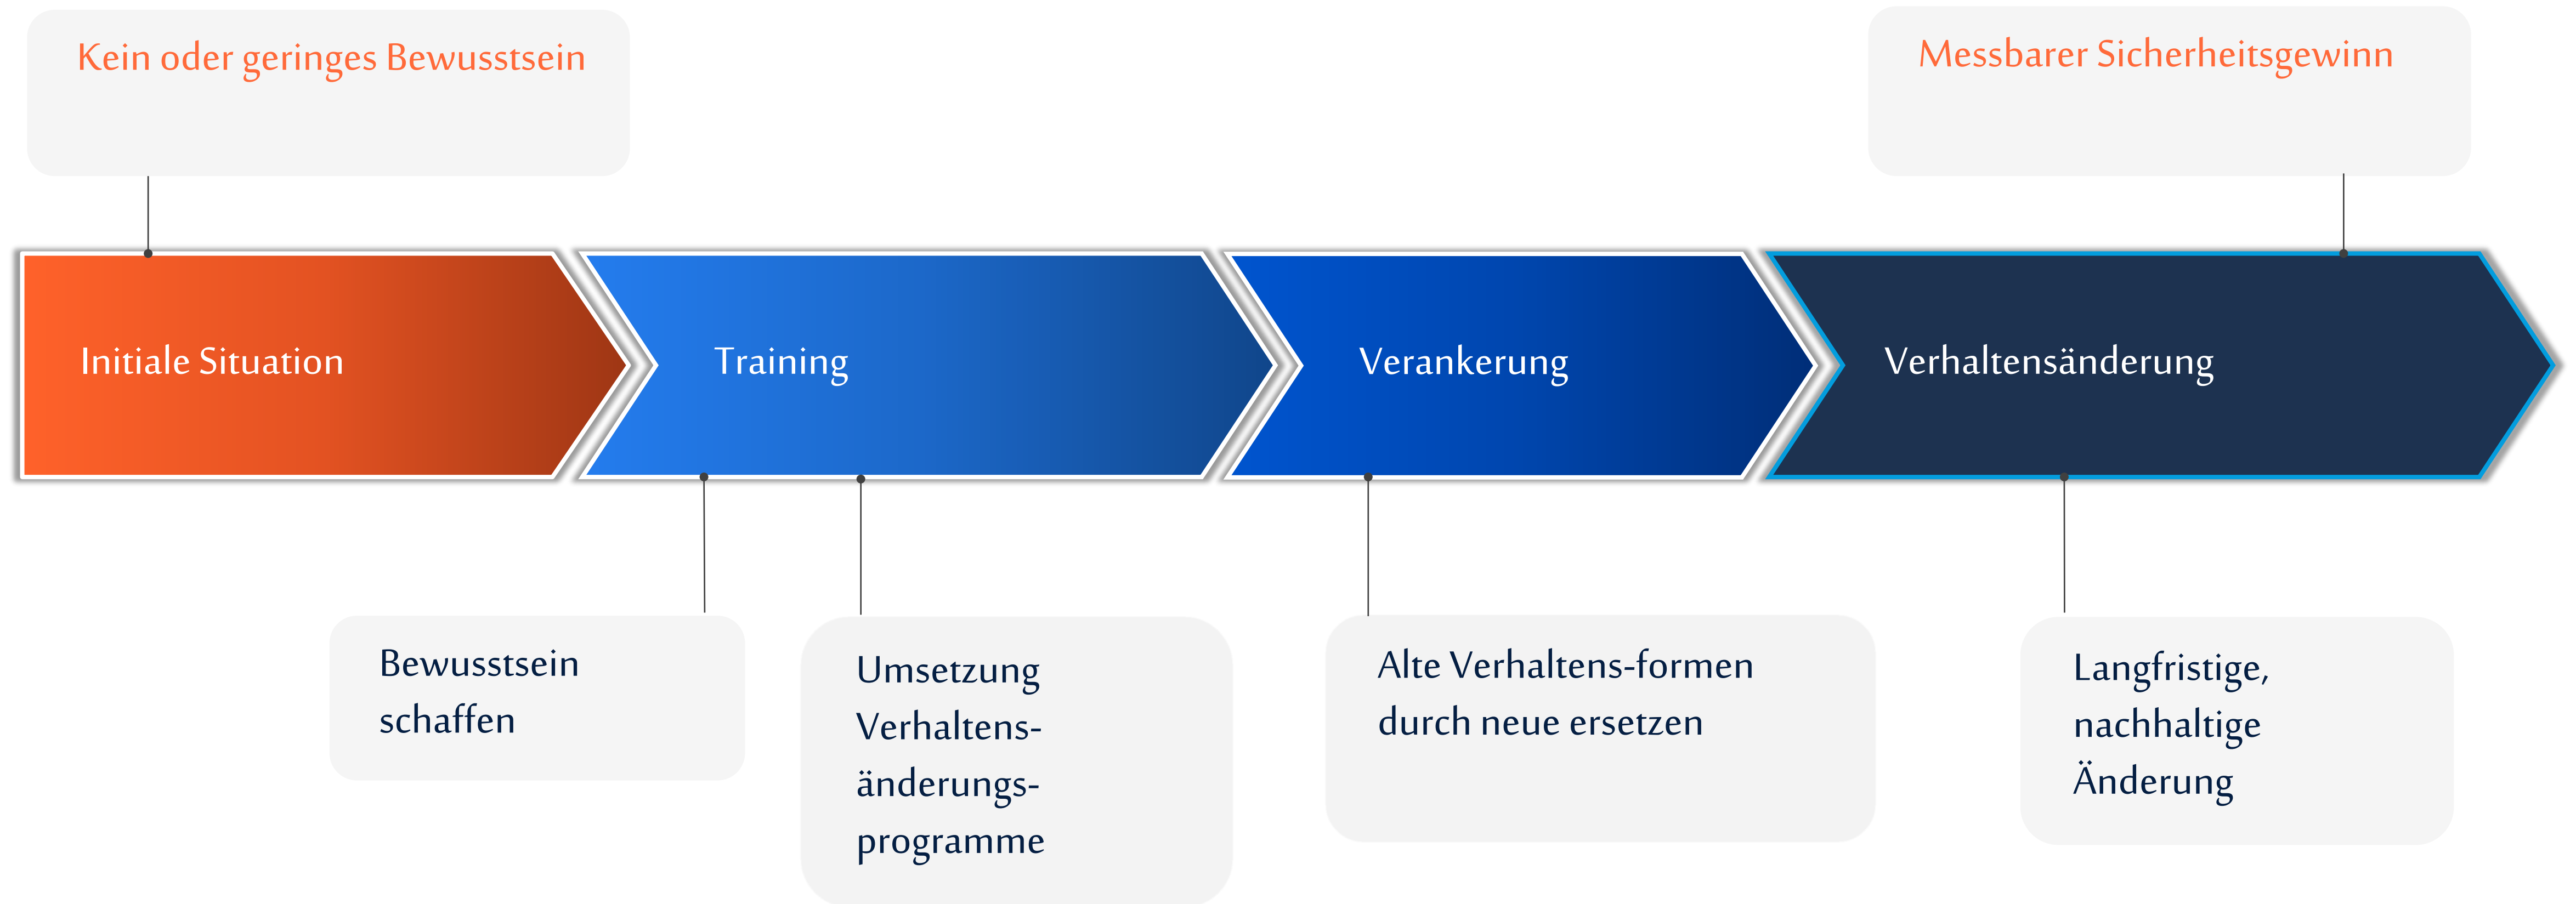 Kein oder geringes Bewusstsein
Messbarer Sicherheitsgewinn
Initiale Situation
Training
Verankerung
Verhaltensänderung
Bewusstsein
schaffen
Umsetzung
Verhaltens-
änderungs-
programme
Alte Verhaltens-formen
durch neue ersetzen
Langfristige,
nachhaltige
Änderung